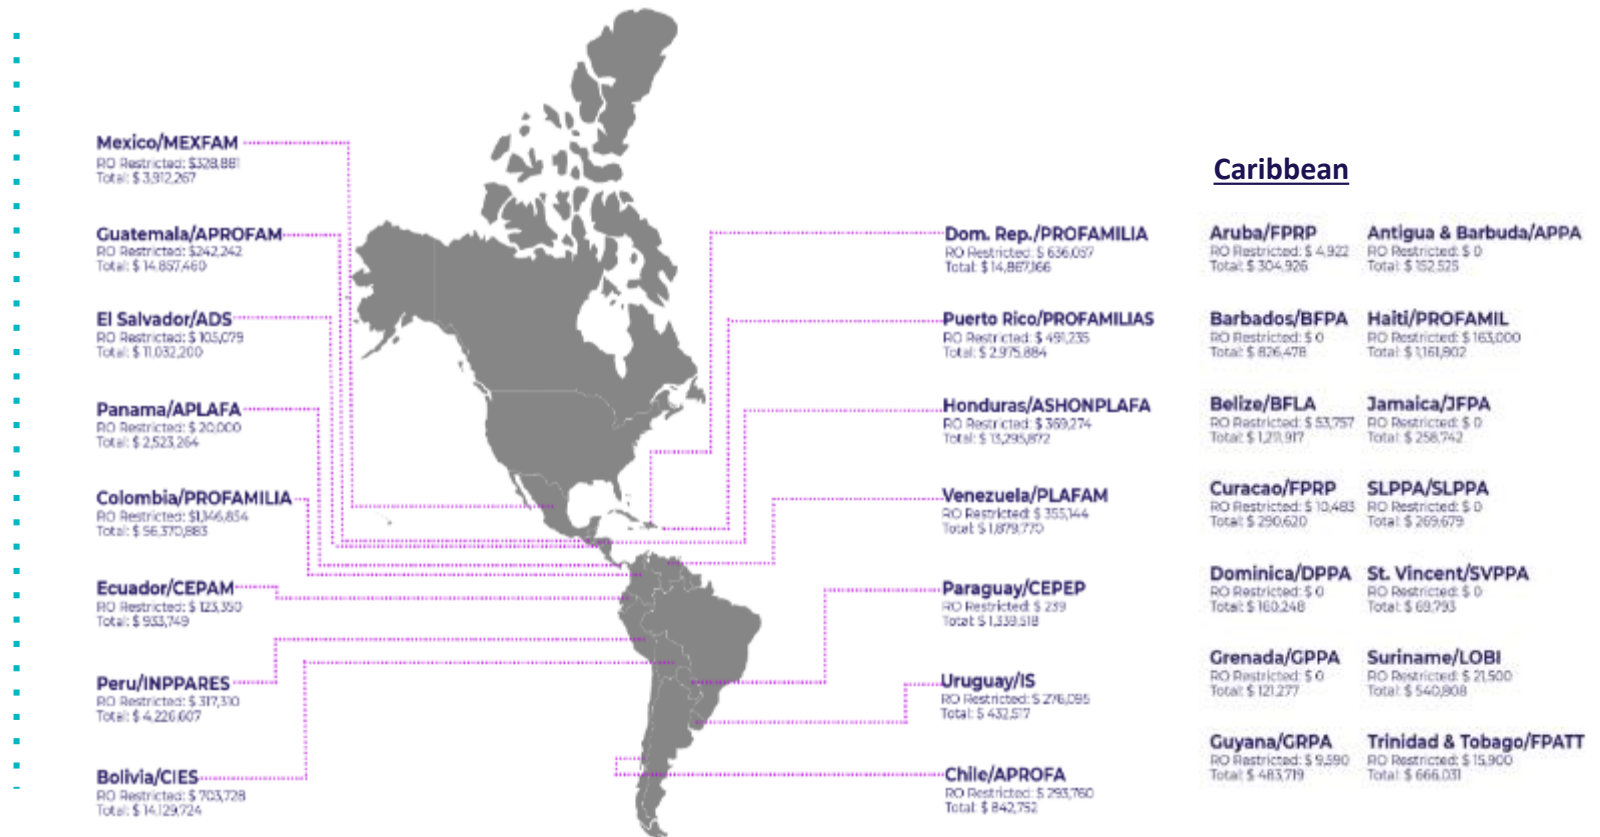 Mexico/MEXFAM
RO Restricted: $328,881
Total: $ 3,912,267
Guatemala/APROFAM
RO Restricted: $242,242
Total: $ 14,857,460
El Salvador/ADS
RO Restricted: $ 105,079
Total: $ 11,032,200
Panama/APLAFA
RO Restricted: $ 20,000
Total: $ 2,523,264
Colombia/PROFAMILIA
RO Restricted: $1,146,854
Total: $ 56,370,883
Ecuador/CEPAM
RO Restricted: $ 123,350
Total: $ 933,749
Peru/INPPARES
RO Restricted: $ 317,310
Total: $ 4,226,607
Bolivia/CIES
RO Restricted: $ 703,728
Total: $ 14,129,724
Dom. Rep./PROFAMILIA
RO Restricted: $ 636,057
Total: $ 14,867,166
Puerto Rico/PROFAMILIAS
RO Restricted: $ 491,235
Total: $ 2,975,884
Honduras/ASHONPLAFA
RO Restricted: $ 369,274
Total: $ 13,295,872
Venezuela/PLAFAM
RO Restricted: $ 355,144
Total: $ 1,879,770
Paraguay/CEPEP
RO Restricted: $ 239
Total: $ 1,339,518
Uruguay/IS
RO Restricted: $ 276,095
Total: $ 432,517
Chile/APROFA
RO Restricted: $ 293,760
Total: $ 842,752
Caribbean
Aruba/FPRP
RO Restricted: $ 4,922
Total: $ 304,926
Antigua & Barbuda/APPA
RO Restricted: $ 0
Total: $ 152,525
Barbados/BFPA
RO Restricted: $ 0
Total: $ 826,478
Haiti/PROFAMIL
RO Restricted: $ 163,000
Total: $ 1,161,902
Belize/BFLA
RO Restricted: $ 53,757
Total: $ 1,211,917
Jamaica/JFPA
RO Restricted: $ 0
Total: $ 258,742
Curacao/FPRP
RO Restricted: $ 10,483
Total: $ 290,620
SLPPA/SLPPA
RO Restricted: $ 0
Total: $ 269,679
Dominica/DPPA
RO Restricted: $ 0
Total: $ 160,248
St. Vincent/SVPPA
RO Restricted: $ 0
Total: $ 69,793
Grenada/GPPA
RO Restricted: $ 0
Total: $ 121,277
Suriname/LOBI
RO Restricted: $ 21,500
Total: $ 540,808
Guyana/GRPA
RO Restricted: $ 9,590
Total: $ 483,719
Trinidad & Tobago/FPATT
RO Restricted: $ 15,900
Total: $ 666,031